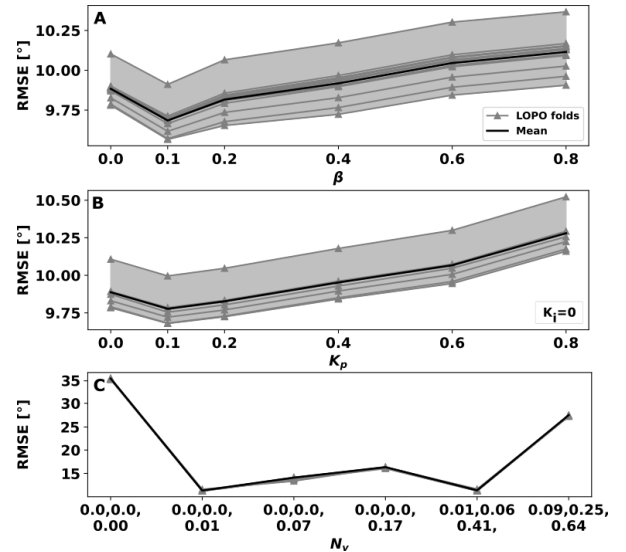 A
RMSE [°]
10.25
10.00
9.75
LOPO folds
Mean
0.0 0.1 0.2 0.4 0.6 0.8
β
B
RMSE [°]
10.50
10.25
10.00
9.75
K_i=0
0.0 0.1 0.2 0.4 0.6 0.8
K_p
C
RMSE [°]
35
30
25
20
15
0.0,0.0, 0.0,0.0, 0.0,0.0, 0.0,0.0, 0.01,0.06 0.09,0.25,
0.00 0.01 0.07 0.17 0.41, 0.64
N_v